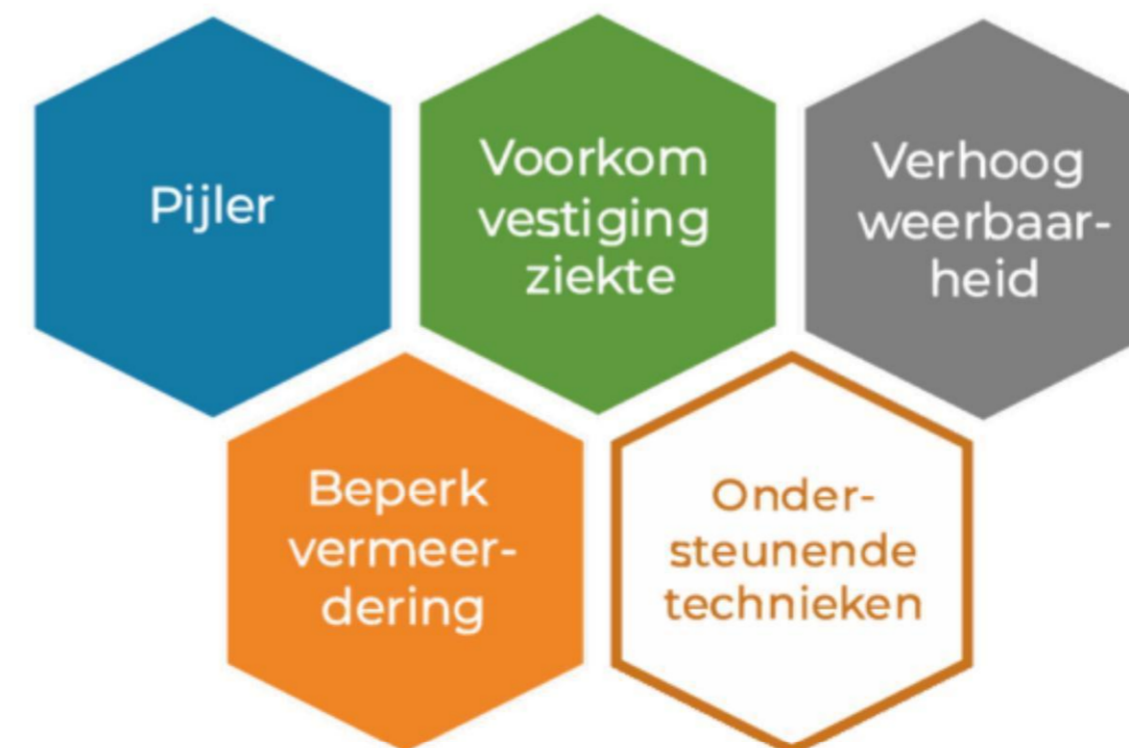 Pijler
Voorkom
vestiging
ziekte
Verhoog
weerbaar-
heid
Beperk
vermeer-
dering
Onder-
steunende
technieken